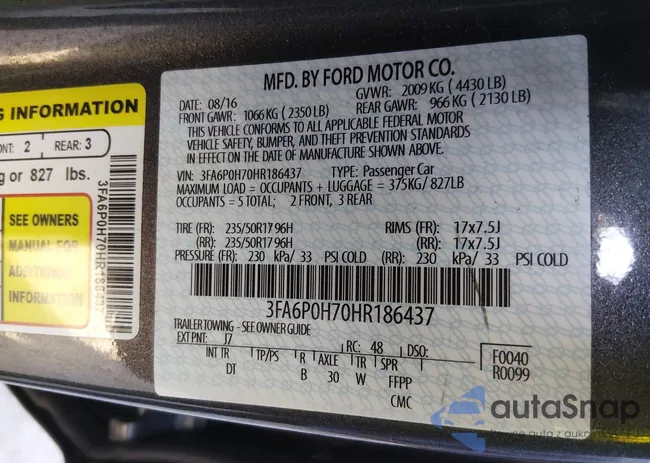 MFD. BY FORD MOTOR CO.
DATE: 08/16
GVWR: 2009 KG ( 4430 LB)
FRONT GAWR: 1066 KG ( 2350 LB)
REAR GAWR: 966 KG ( 2130 LB)
THIS VEHICLE CONFORMS TO ALL APPLICABLE FEDERAL MOTOR
VEHICLE SAFETY, BUMPER, AND THEFT PREVENTION STANDARDS
IN EFFECT ON THE DATE OF MANUFACTURE SHOWN ABOVE.
VIN: 3FA6P0H70HR186437
TYPE: Passenger Car
MAXIMUM LOAD = OCCUPANTS + LUGGAGE = 375KG/827LB
OCCUPANTS = 5 TOTAL; 2 FRONT, 3 REAR
TIRE (FR): 235/50R17 96H
RIMS (FR): 17x7.5J
(RR): 235/50R17 96H
(RR): 17x7.5J
PRESSURE (FR): 230 kPa/ 33 PSI COLD (RR): 230 kPa/ 33 PSI COLD
3FA6P0H70HR186437
TRAILER TOWING - SEE OWNER GUIDE
EXT PNT: J7 RC: 48 DSO:
INT TR TP/PS R AXLE TR SPR
DT B 30 W FFPP
CMC
F0040
R0099
G INFORMATION
NT: 2 REAR: 3
g or 827 lbs.
SEE OWNERS
MANUAL FOR
ADDITIONAL
INFORMATION
3FA6P0H70HR186437
autaSnap